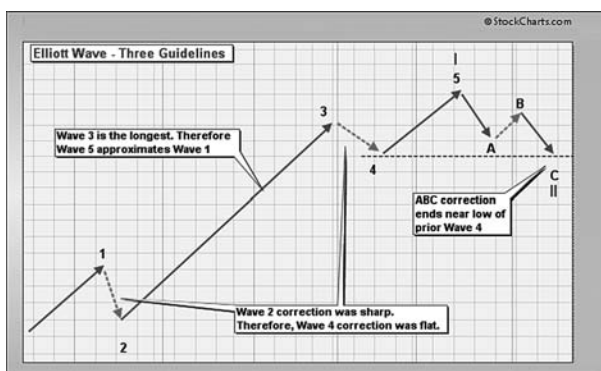 © StockCharts.com
Elliott Wave - Three Guidelines
I
5
3
B
Wave 3 is the longest. Therefore
Wave 5 approximates Wave 1
A
4
C
II
ABC correction
ends near low of
prior Wave 4
1
Wave 2 correction was sharp.
Therefore, Wave 4 correction was flat.
2